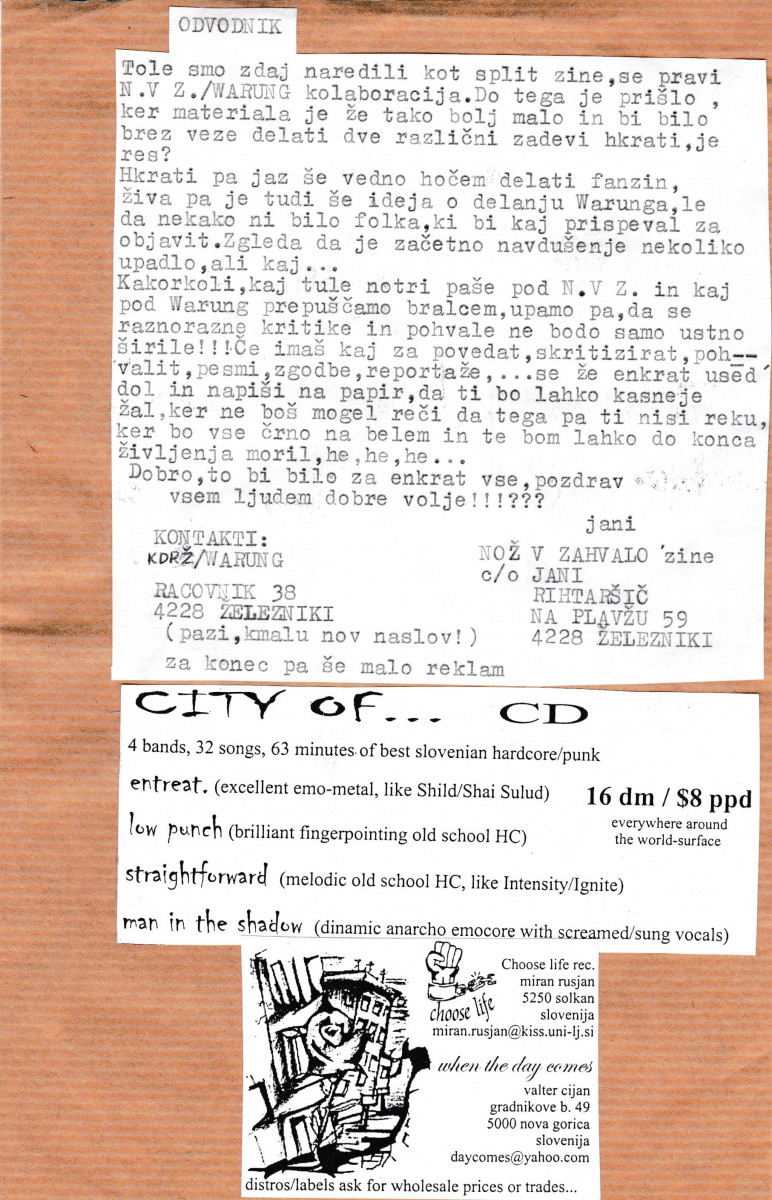 ODVODNIK
Tole smo zdaj naredili kot split zine,se pravi
N.V Z./WARUNG kolaboracija.Do tega je prišlo ,
ker materiala je že tako bolj malo in bi bilo
brez veze delati dve različni zadevi hkrati,je
res?
Hkrati pa jaz še vedno hočem delati fanzin,
živa pa je tudi še ideja o delanju Warunga,le
da nekako ni bilo folka,ki bi kaj prispeval za
objavit.Zgleda da je začetno navdušenje nekoliko
upadlo,ali kaj...
Kakorkoli,kaj tule notri paše pod N.V Z. in kaj
pod Warung prepuščamo bralcem,upamo pa,da se
raznorazne kritike in pohvale ne bodo samo ustno
širile!!!Če imaš kaj za povedat,skritizirat,poh--
valit,pesmi,zgodbe,reportaže,...se že enkrat used
dol in napiši na papir,da ti bo lahko kasneje
žal,ker ne boš mogel reči da tega pa ti nisi reku,
ker bo vse črno na belem in te bom lahko do konca
življenja moril,he,he,he...
Dobro,to bi bilo za enkrat vse,pozdrav
vsem ljudem dobre volje!!!???
jani
KONTAKTI:
KDRŽ/WARUNG
RACOVNIK 38
4228 ŽELEZNIKI
(pazi,kmalu nov naslov!)
NOŽ V ZAHVALO 'zine
c/o JANI
RIHTARŠIČ
NA PLAVŽU 59
4228 ŽELEZNIKI
za konec pa še malo reklam
CITY OF... CD
4 bands, 32 songs, 63 minutes of best slovenian hardcore/punk
entreat. (excellent emo-metal, like Shild/Shai Sulud)
low punch (brilliant fingerpointing old school HC)
straightforward (melodic old school HC, like Intensity/Ignite)
man in the shadow (dinamic anarcho emocore with screamed/sung vocals)
16 dm / $8 ppd
everywhere around
the world-surface
choose life
Choose life rec.
miran rusjan
5250 solkan
slovenija
miran.rusjan@kiss.uni-lj.si
when the day comes
valter cijan
gradnikove b. 49
5000 nova gorica
slovenija
daycomes@yahoo.com
distros/labels ask for wholesale prices or trades...